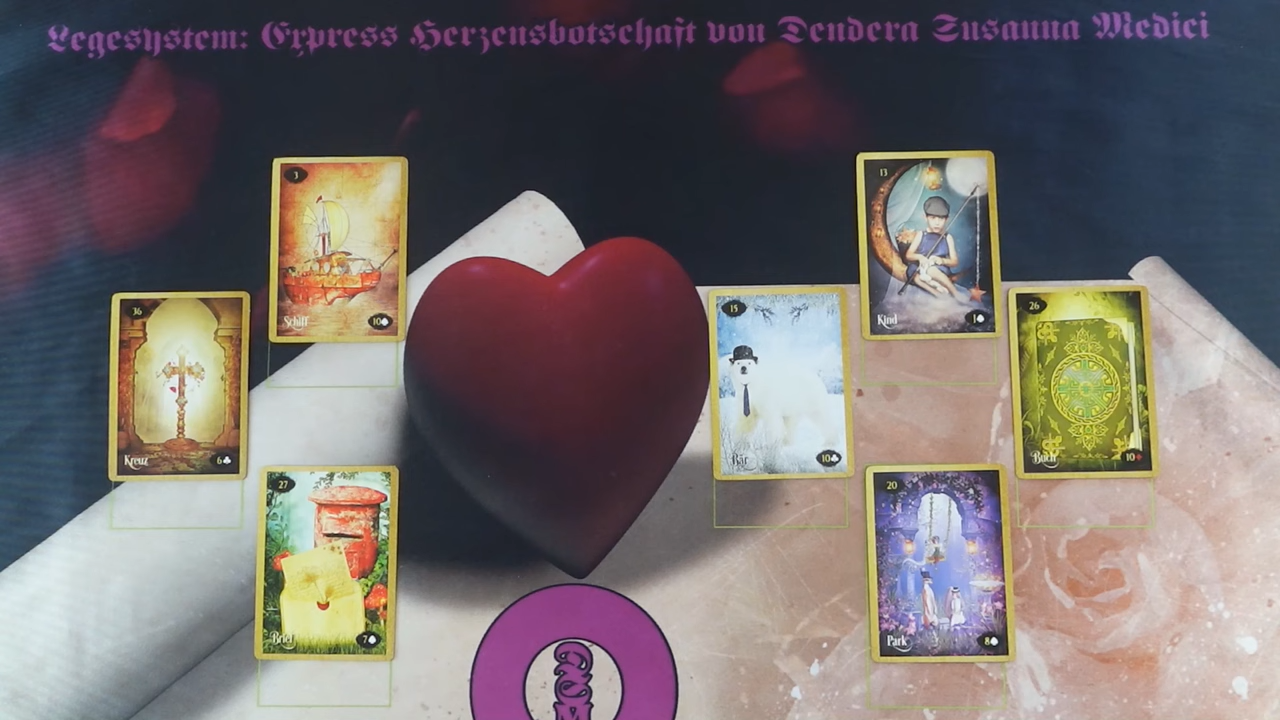 Legesystem: Express Herzensbotschaft von Dendera Susanna Medici
3
Schiff
10
13
Kind
1
36
Kreuz
6
15
Bär
10
26
Buch
10
27
Brief
7
20
Park
8